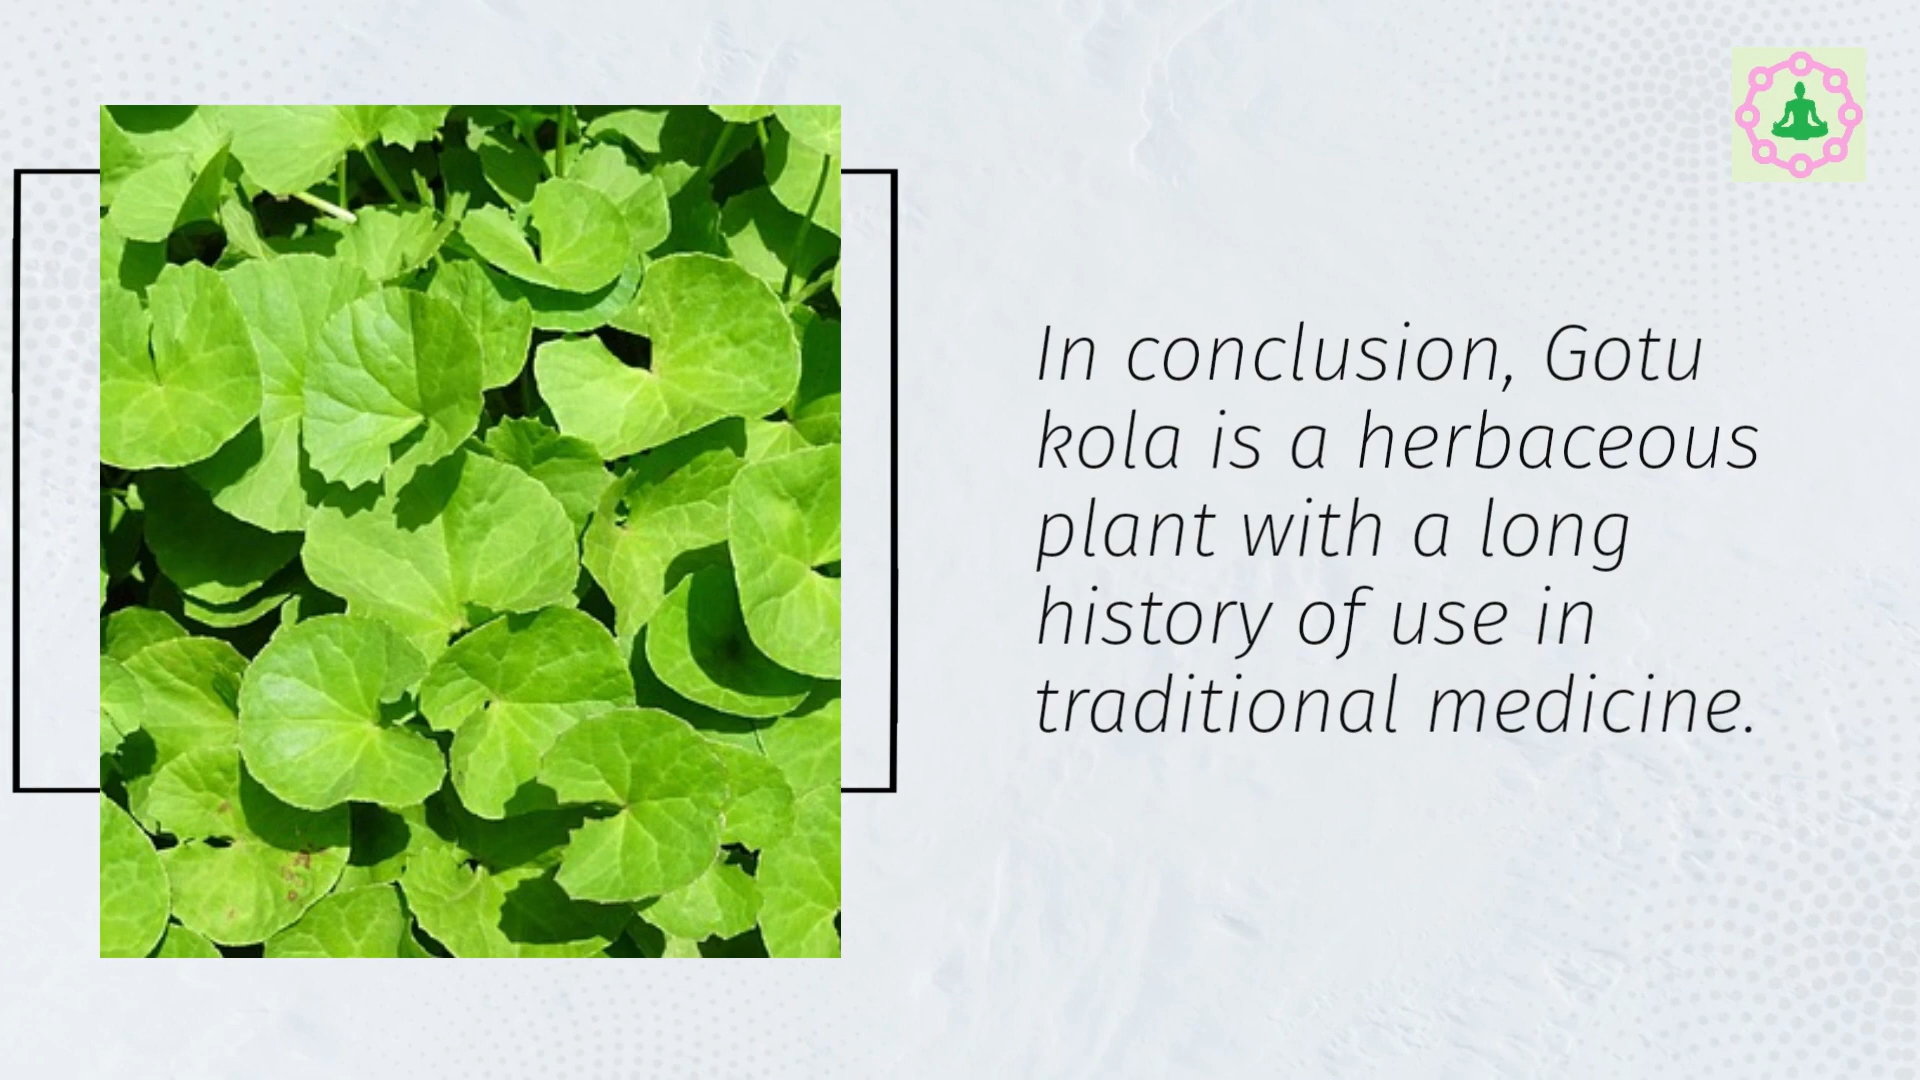 In conclusion, Gotu
kola is a herbaceous
plant with a long
history of use in
traditional medicine.